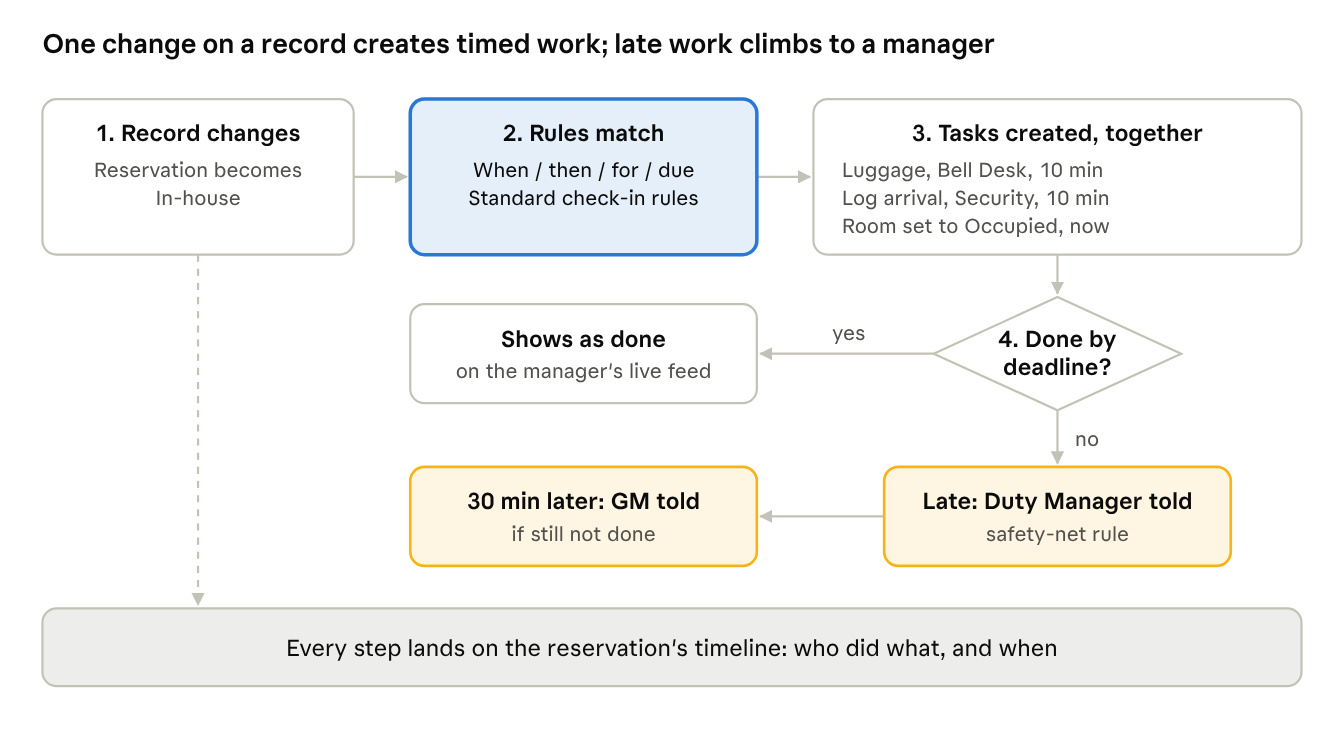 One change on a record creates timed work; late work climbs to a manager
1. Record changes
Reservation becomes
In-house
2. Rules match
When / then / for / due
Standard check-in rules
3. Tasks created, together
Luggage, Bell Desk, 10 min
Log arrival, Security, 10 min
Room set to Occupied, now
4. Done by
deadline?
yes
Shows as done
on the manager's live feed
no
Late: Duty Manager told
safety-net rule
30 min later: GM told
if still not done
Every step lands on the reservation's timeline: who did what, and when